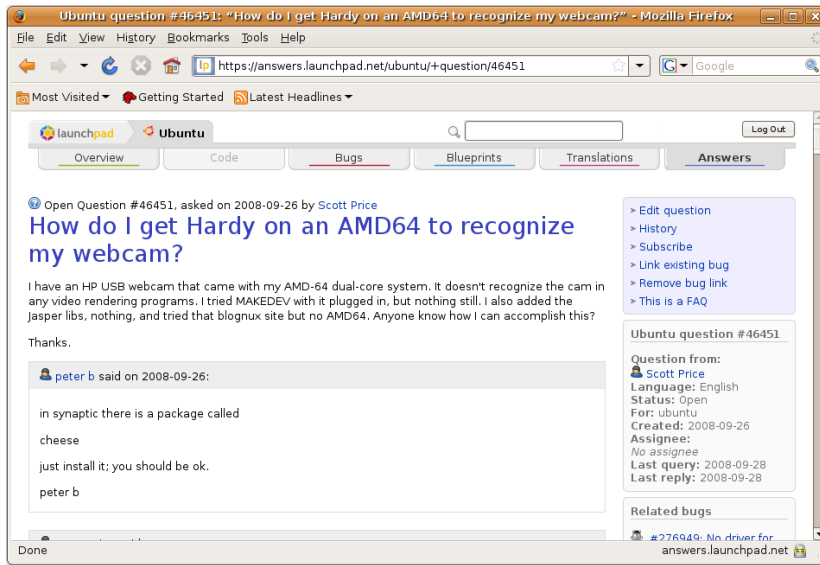 Ubuntu question #46451: “How do I get Hardy on an AMD64 to recognize my webcam?” - Mozilla Firefox
File Edit View History Bookmarks Tools Help
lp https://answers.launchpad.net/ubuntu/+question/46451 G Google
Most Visited Getting Started Latest Headlines
launchpad Ubuntu Log Out
Overview Code Bugs Blueprints Translations Answers
Open Question #46451, asked on 2008-09-26 by Scott Price
How do I get Hardy on an AMD64 to recognize
my webcam?
I have an HP USB webcam that came with my AMD-64 dual-core system. It doesn't recognize the cam in
any video rendering programs. I tried MAKEDEV with it plugged in, but nothing still. I also added the
Jasper libs, nothing, and tried that blognux site but no AMD64. Anyone know how I can accomplish this?
Thanks.
peter b said on 2008-09-26:
in synaptic there is a package called
cheese
just install it; you should be ok.
peter b
Edit question
History
Subscribe
Link existing bug
Remove bug link
This is a FAQ
Ubuntu question #46451
Question from:
Scott Price
Language: English
Status: Open
For: ubuntu
Created: 2008-09-26
Assignee:
No assignee
Last query: 2008-09-28
Last reply: 2008-09-28
Related bugs
#276949: No driver for
Done answers.launchpad.net